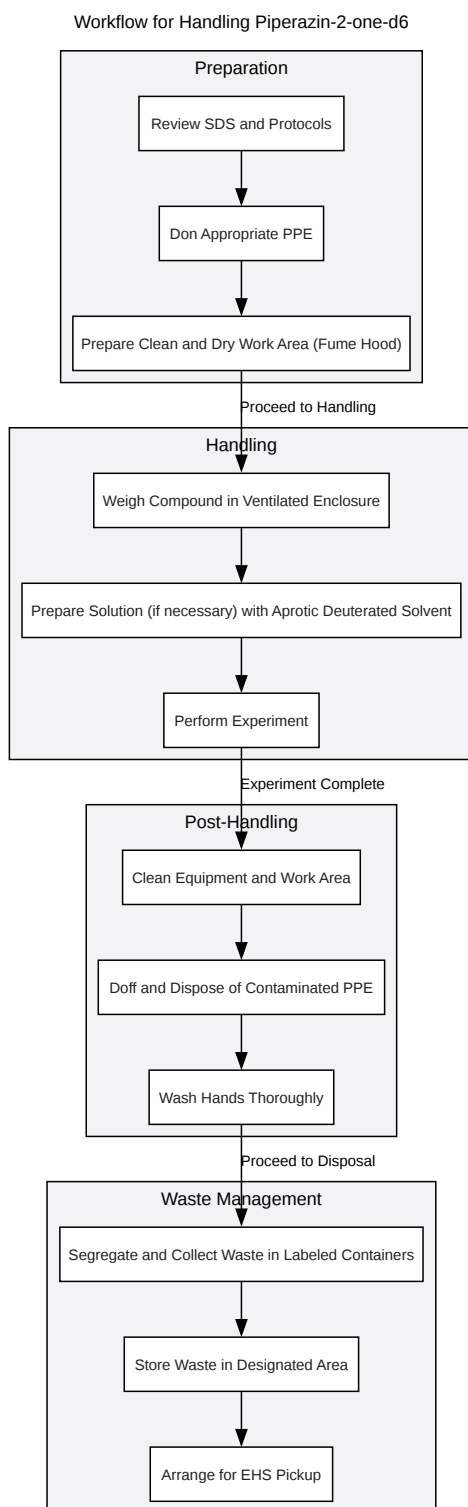 Workflow for Handling Piperazin-2-one-d6
Preparation
Review SDS and Protocols
Don Appropriate PPE
Prepare Clean and Dry Work Area (Fume Hood)
Proceed to Handling
Handling
Weigh Compound in Ventilated Enclosure
Prepare Solution (if necessary) with Aprotic Deuterated Solvent
Perform Experiment
Experiment Complete
Post-Handling
Clean Equipment and Work Area
Doff and Dispose of Contaminated PPE
Wash Hands Thoroughly
Proceed to Disposal
Waste Management
Segregate and Collect Waste in Labeled Containers
Store Waste in Designated Area
Arrange for EHS Pickup